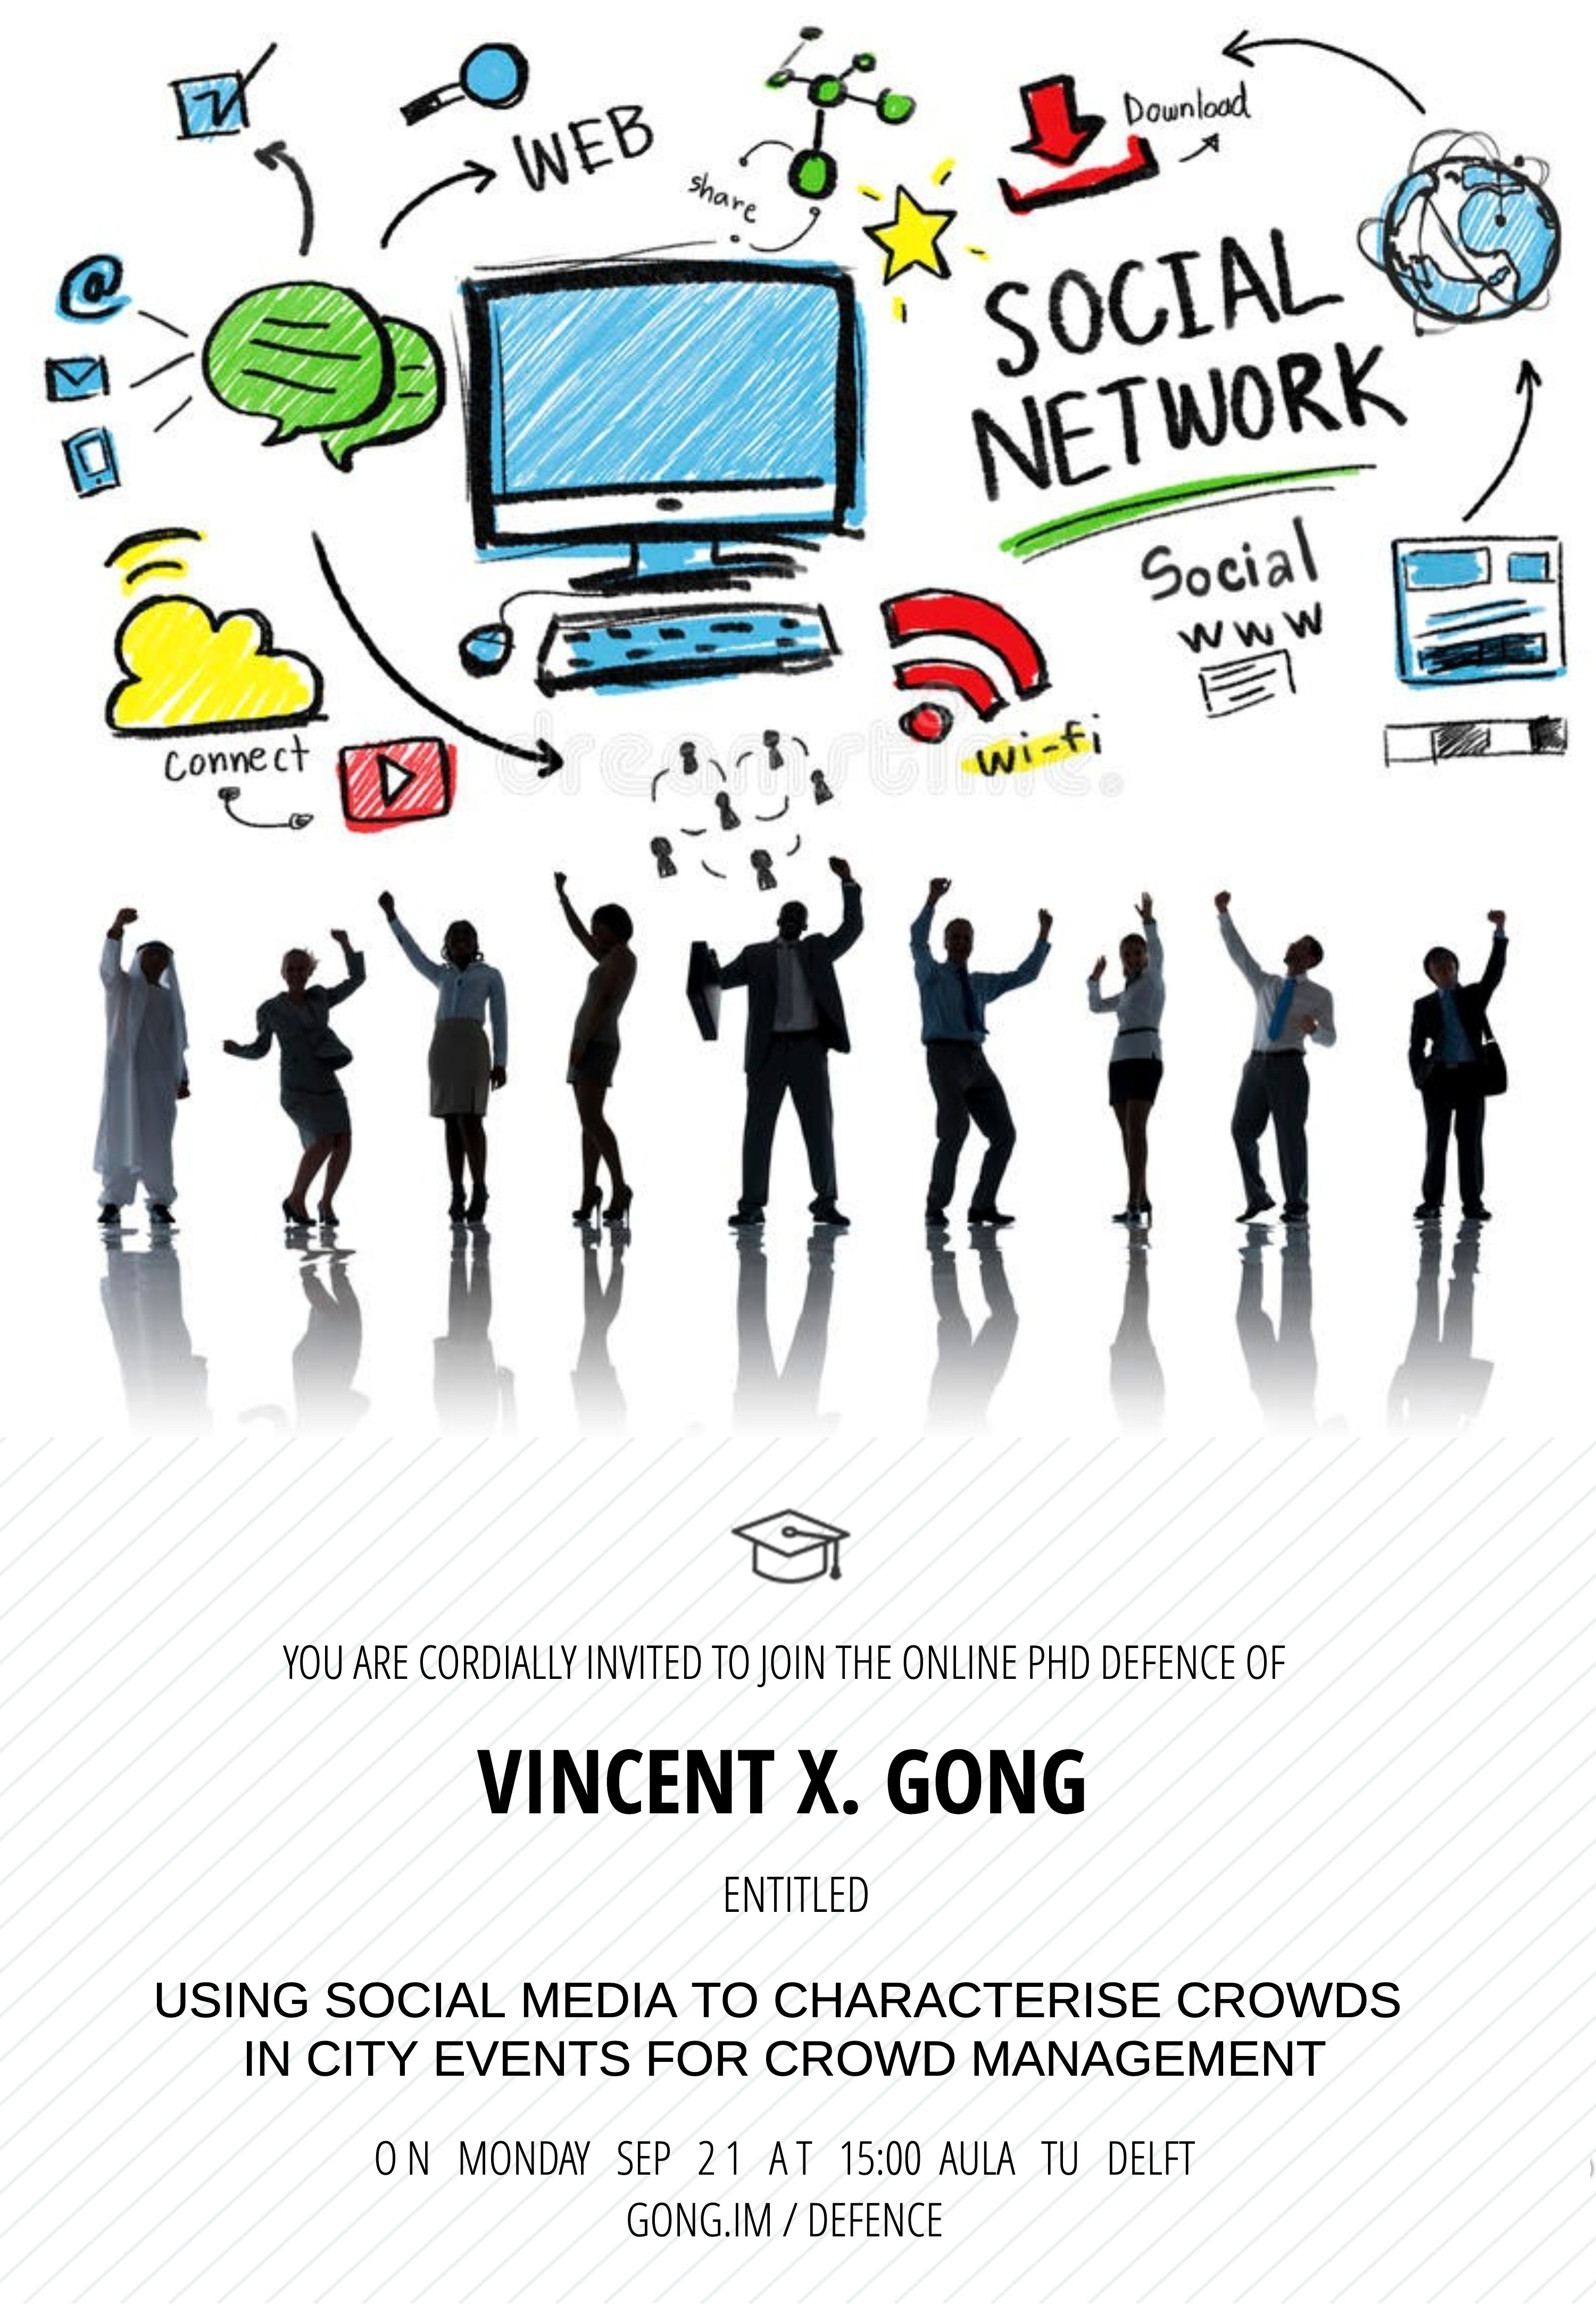 WEB
share
Download
@
SOCIAL
NETWORK
Social
www
connect
wi-fi
dreamstime.
YOU ARE CORDIALLY INVITED TO JOIN THE ONLINE PHD DEFENCE OF
VINCENT X. GONG
ENTITLED
USING SOCIAL MEDIA TO CHARACTERISE CROWDS
IN CITY EVENTS FOR CROWD MANAGEMENT
ON MONDAY SEP 21 AT 15:00 AULA TU DELFT
GONG.IM / DEFENCE